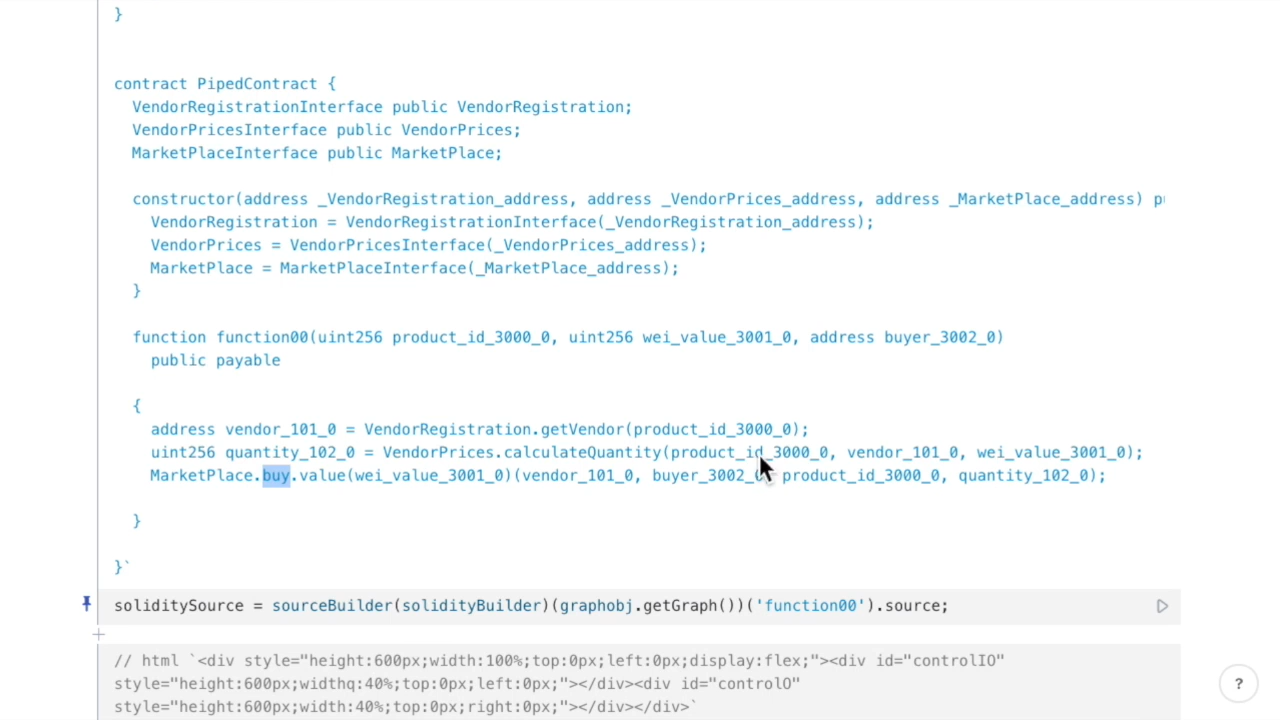 }
contract PipedContract {
VendorRegistrationInterface public VendorRegistration;
VendorPricesInterface public VendorPrices;
MarketPlaceInterface public MarketPlace;
constructor(address _VendorRegistration_address, address _VendorPrices_address, address _MarketPlace_address)
VendorRegistration = VendorRegistrationInterface(_VendorRegistration_address);
VendorPrices = VendorPricesInterface(_VendorPrices_address);
MarketPlace = MarketPlaceInterface(_MarketPlace_address);
}
function function00(uint256 product_id_3000_0, uint256 wei_value_3001_0, address buyer_3002_0)
public payable
{
address vendor_101_0 = VendorRegistration.getVendor(product_id_3000_0);
uint256 quantity_102_0 = VendorPrices.calculateQuantity(product_id_3000_0, vendor_101_0, wei_value_3001_0);
MarketPlace.buy.value(wei_value_3001_0)(vendor_101_0, buyer_3002_0, product_id_3000_0, quantity_102_0);
}
}`
soliditySource = sourceBuilder(solidityBuilder)(graphobj.getGraph())('function00').source;
// html `<div style="height:600px;width:100%;top:0px;left:0px;display:flex;"><div id="controlIO"
style="height:600px;widthq:40%;top:0px;left:0px;"></div><div id="controlO"
style="height:600px;width:40%;top:0px;right:0px;"></div></div>`
?